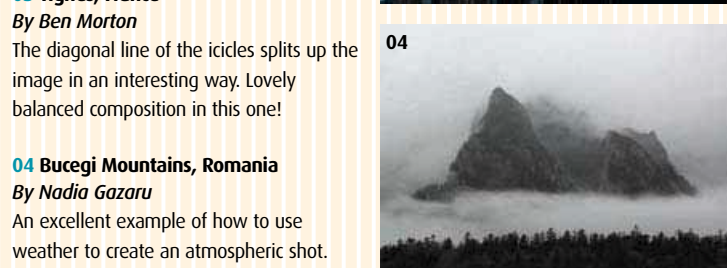 By Ben Morton
The diagonal line of the icicles splits up the
image in an interesting way. Lovely
balanced composition in this one!
04 Bucegi Mountains, Romania
By Nadia Gazaru
An excellent example of how to use
weather to create an atmospheric shot.
04